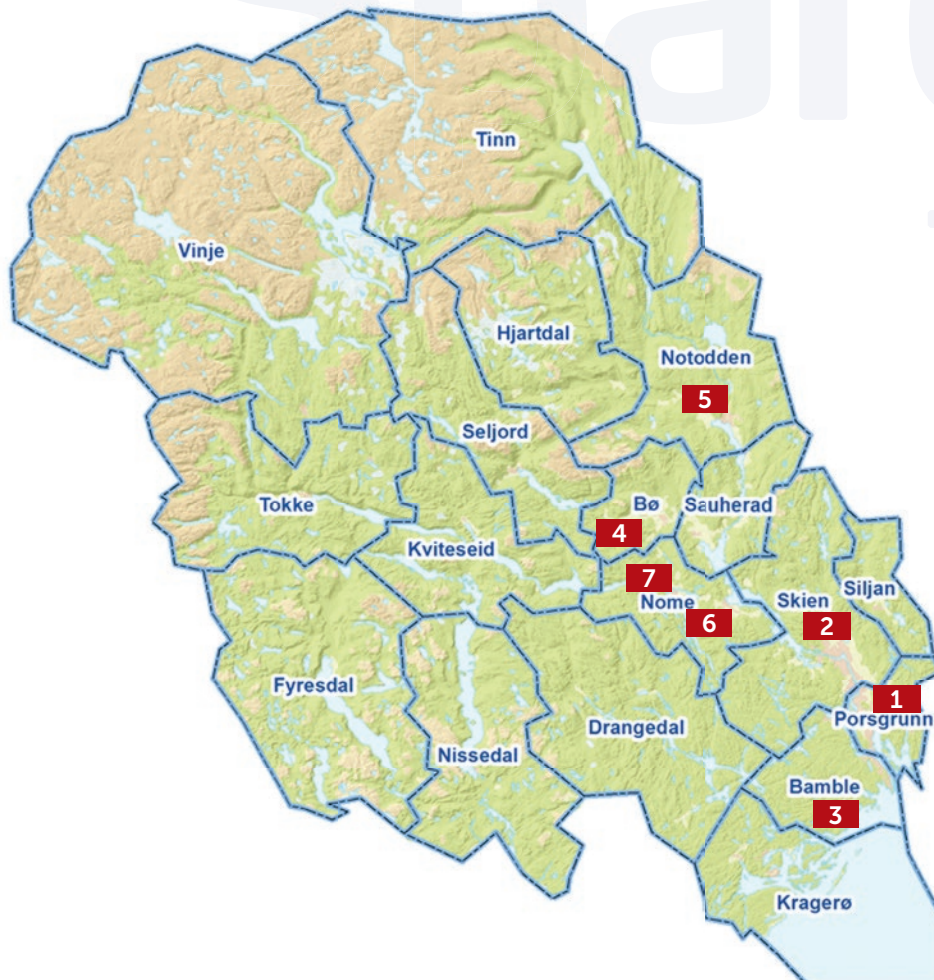 Tinn
Vinje
Hjartdal
Notodden
5
Seljord
Tokke
Bø
Sauherad
4
Kviteseid
7
Nome
6
Skien
2
Siljan
Fyresdal
1
Porsgrunn
Drangedal
Nissedal
Bamble
3
Kragerø